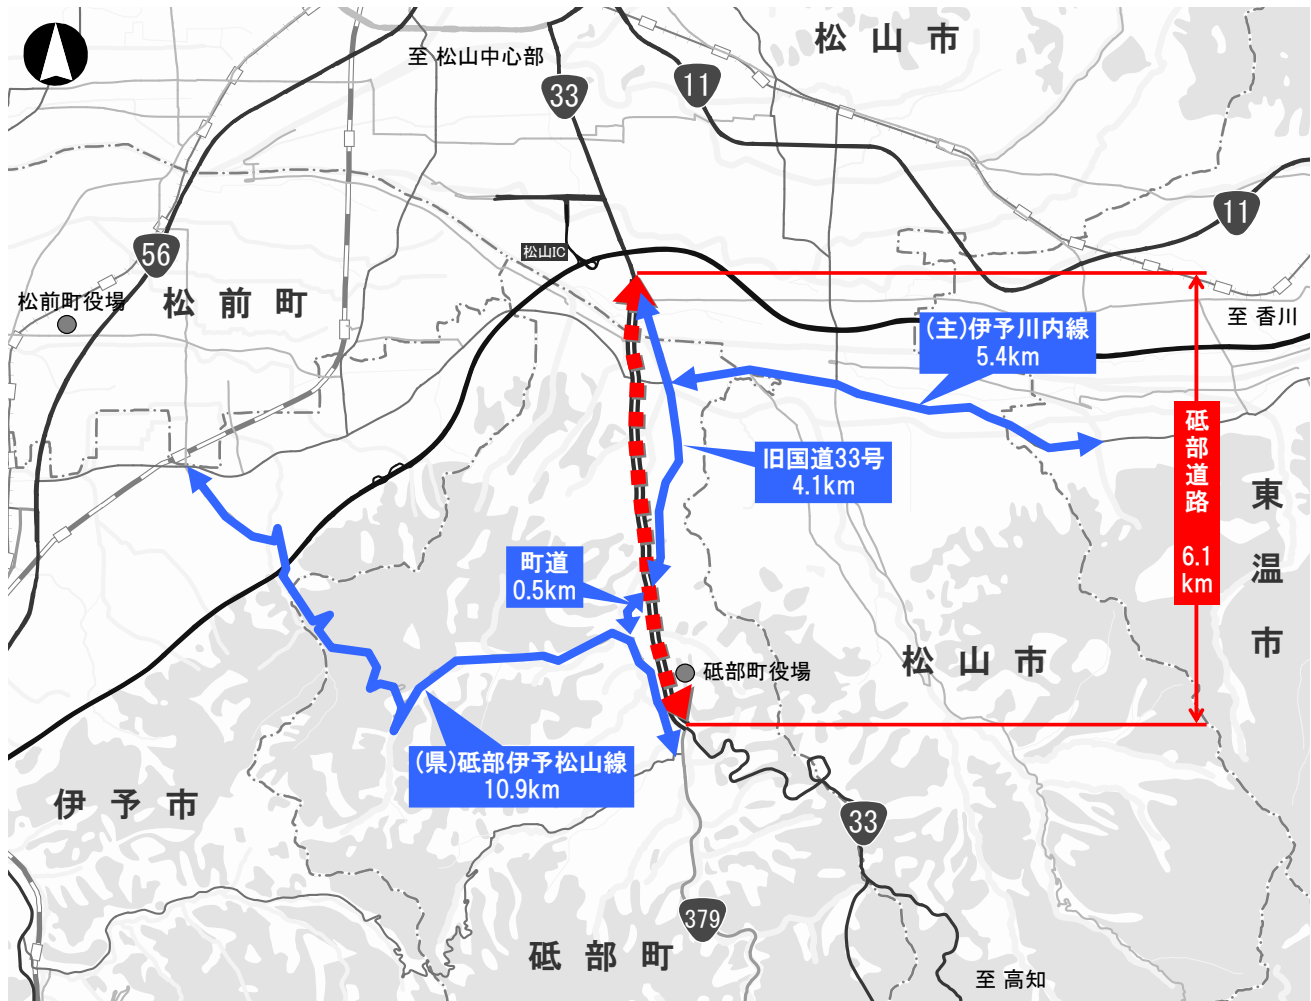 松山市
至 松山中心部
33
11
11
56
松山IC
松前町役場
松前町
至 香川
(主)伊予川内線
5.4km
砥部道路
6.1
km
旧国道33号
4.1km
東温市
町道
0.5km
松山市
砥部町役場
(県)砥部伊予松山線
10.9km
伊予市
33
379
砥部町
至 高知